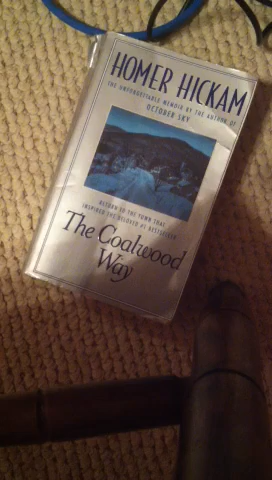 HOMER HICKAM
THE UNFORGETTABLE MEMOIR BY THE AUTHOR OF
OCTOBER SKY
RETURN TO THE TOWN THAT
INSPIRED THE BELOVED #1 BESTSELLER
The Coalwood
Way